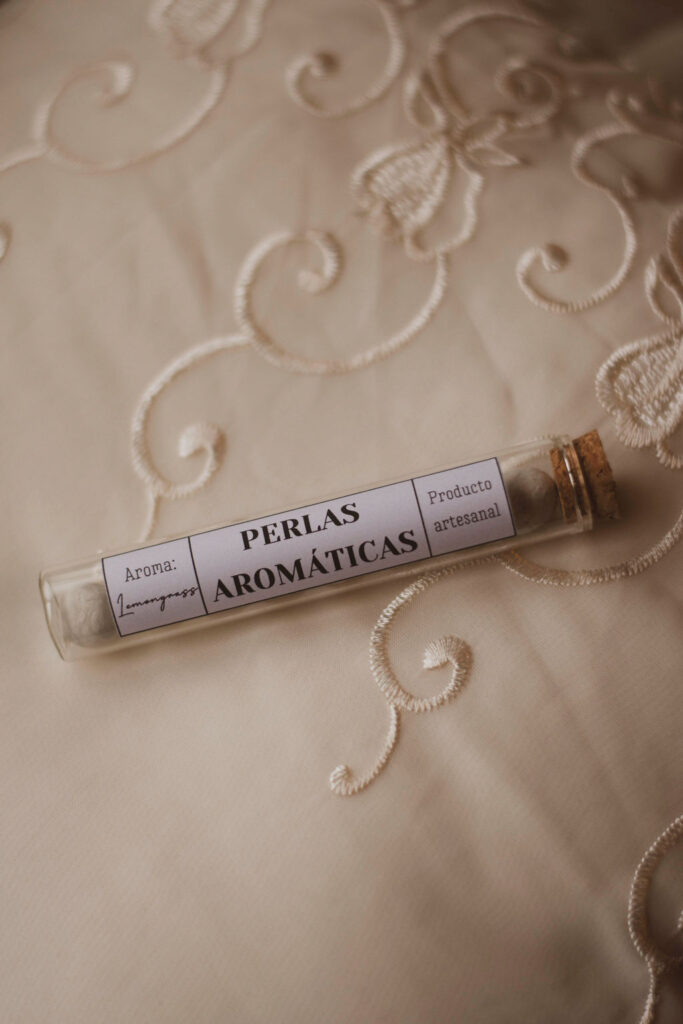 Aroma:
Lemongrass
PERLAS
AROMÁTICAS
Producto
artesanal